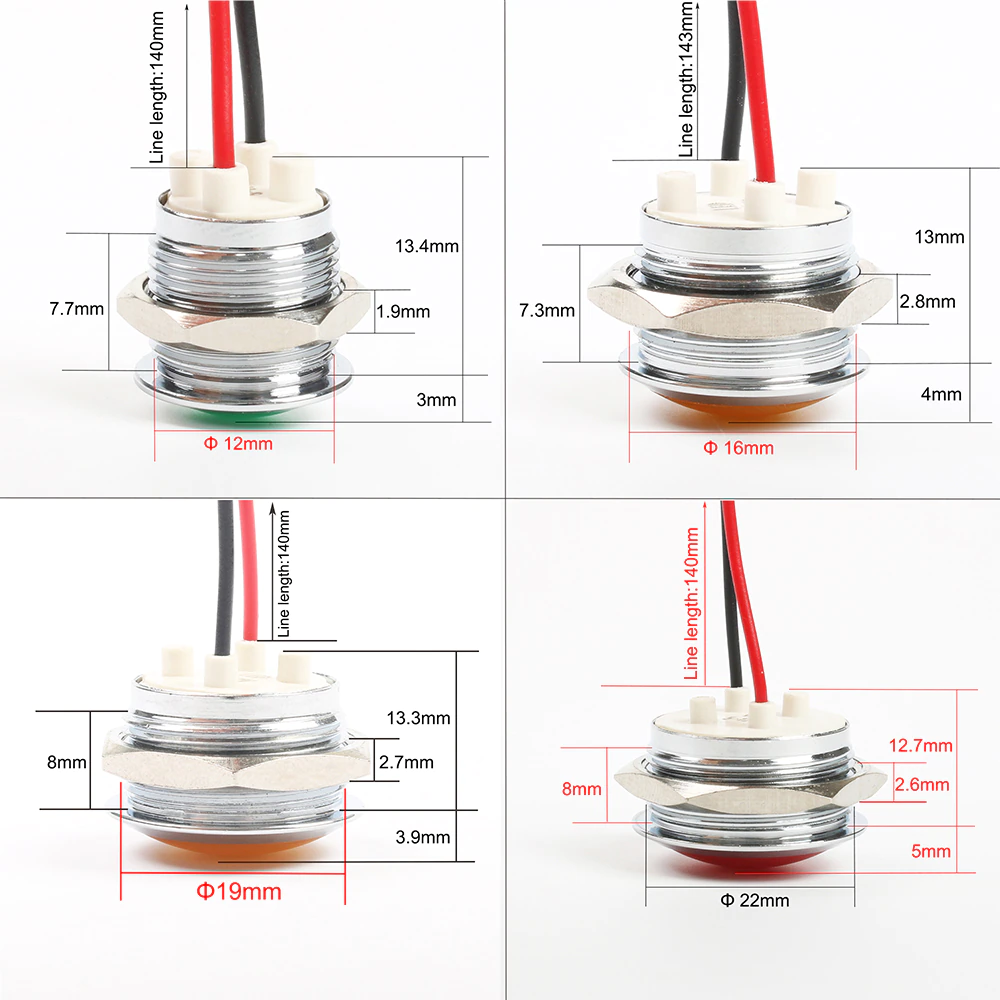 Line length:140mm
13.4mm
7.7mm
1.9mm
3mm
Φ 12mm
Line length:143mm
13mm
7.3mm
2.8mm
4mm
Φ 16mm
Line length:140mm
13.3mm
8mm
2.7mm
3.9mm
Φ19mm
Line length:140mm
12.7mm
8mm
2.6mm
5mm
Φ 22mm